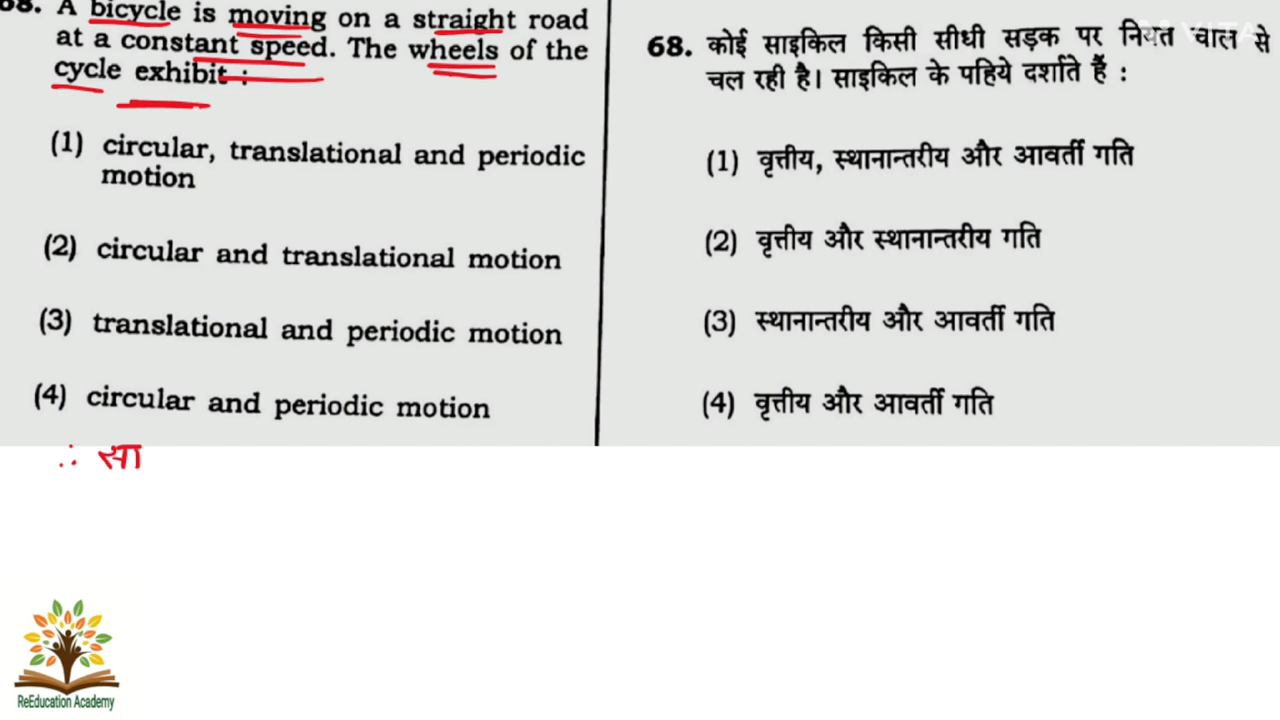 68. A bicycle is moving on a straight road
at a constant speed. The wheels of the
cycle exhibit :
(1) circular, translational and periodic
motion
(2) circular and translational motion
(3) translational and periodic motion
(4) circular and periodic motion
68. कोई साइकिल किसी सीधी सड़क पर नियत चाल से
चल रही है। साइकिल के पहिये दर्शाते हैं :
(1) वृत्तीय, स्थानान्तरीय और आवर्ती गति
(2) वृत्तीय और स्थानान्तरीय गति
(3) स्थानान्तरीय और आवर्ती गति
(4) वृत्तीय और आवर्ती गति
∴ सा
VITA
ReEducation Academy